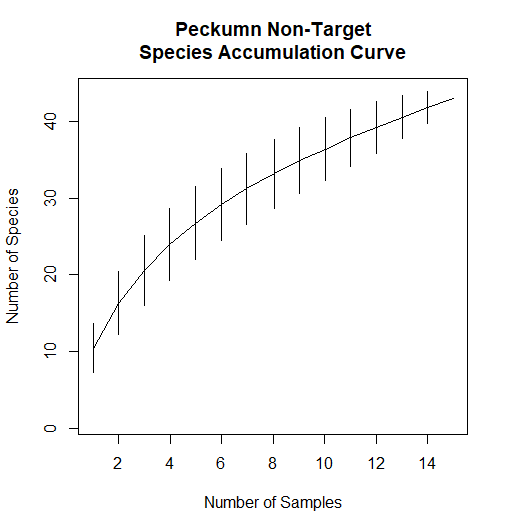 Peckumn Non-Target
Species Accumulation Curve
Number of Species
40
30
20
10
0
2 4 6 8 10 12 14
Number of Samples